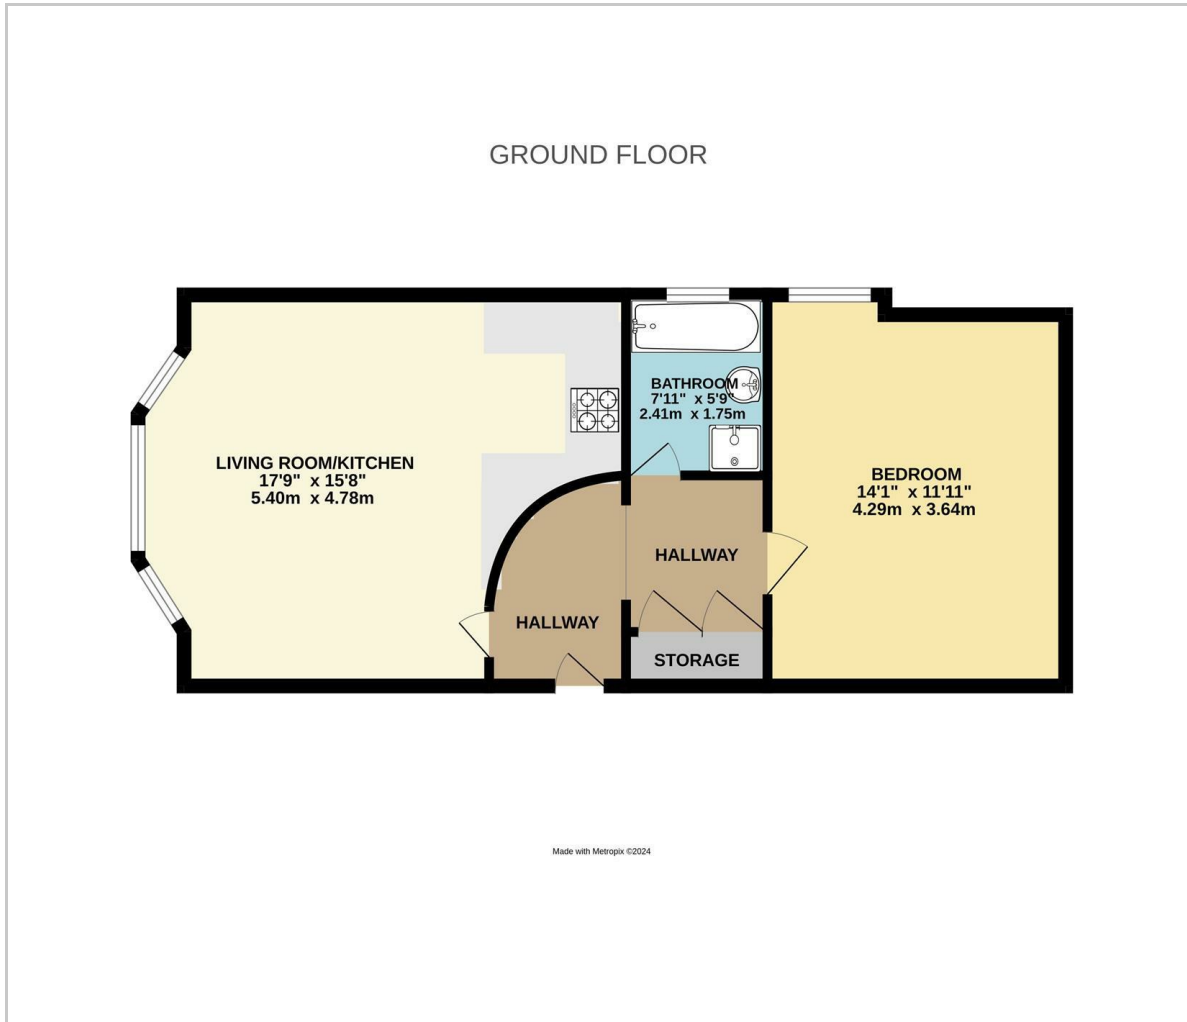 GROUND FLOOR
LIVING ROOM/KITCHEN
17'9" x 15'8"
5.40m x 4.78m
BATHROOM
7'11" x 5'9"
2.41m x 1.75m
BEDROOM
14'1" x 11'11"
4.29m x 3.64m
HALLWAY
HALLWAY
STORAGE
Made with Metropix ©2024